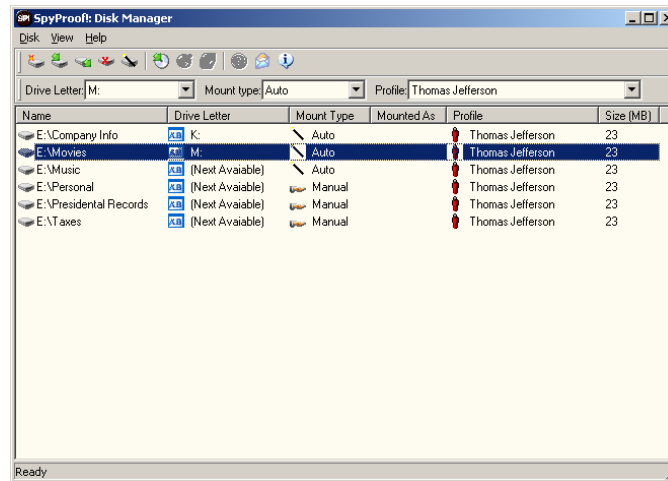 SPI SpyProof!: Disk Manager
Disk View Help
Drive Letter: M: Mount type: Auto Profile: Thomas Jefferson
Name Drive Letter Mount Type Mounted As Profile Size (MB)
E:\Company Info K: Auto Thomas Jefferson 23
E:\Movies M: Auto Thomas Jefferson 23
E:\Music (Next Avaiable) Auto Thomas Jefferson 23
E:\Personal (Next Avaiable) Manual Thomas Jefferson 23
E:\Presidental Records (Next Avaiable) Manual Thomas Jefferson 23
E:\Taxes (Next Avaiable) Manual Thomas Jefferson 23
Ready